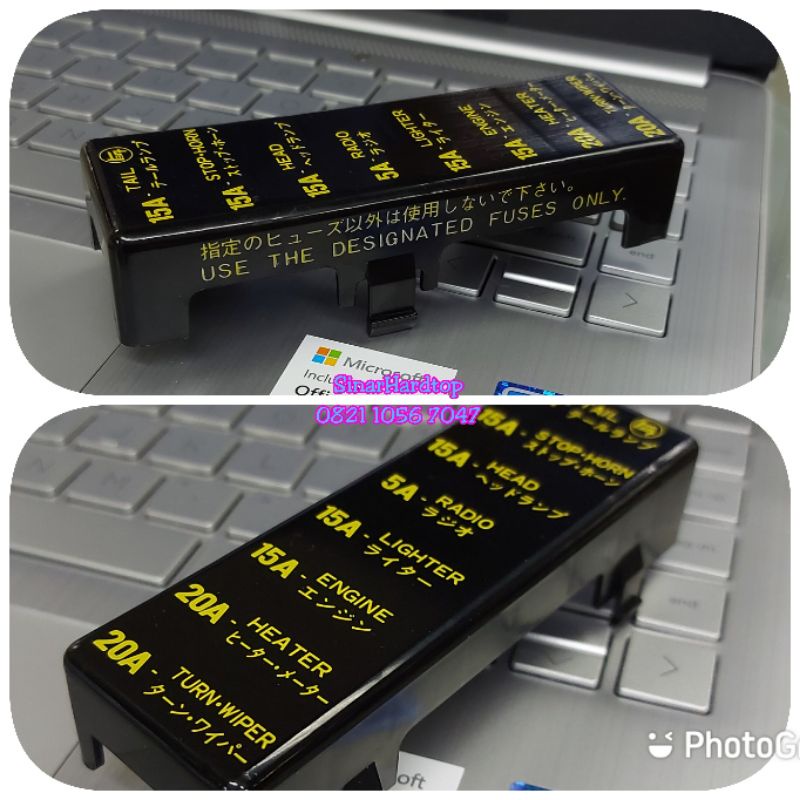 15A・TAIL
テールランプ
15A・STOP・HORN
ストップ・ホーン
15A・HEAD
ヘッドランプ
5A・RADIO
ラジオ
15A・LIGHTER
ライター
15A・ENGINE
エンジン
20A・HEATER
ヒーター・メーター
20A・TURN・WIPER
ターン・ワイパー
指定のヒューズ以外は使用しないで下さい。
USE THE DESIGNATED FUSES ONLY.
end
Microsoft
SinarHardtop
0821 1056 7047
TAIL
テールランプ
15A・STOP・HORN
ストップ・ホーン
15A・HEAD
ヘッドランプ
5A・RADIO
ラジオ
15A・LIGHTER
ライター
15A・ENGINE
エンジン
20A・HEATER
ヒーター・メーター
20A・TURN・WIPER
ターン・ワイパー
end
PhotoG